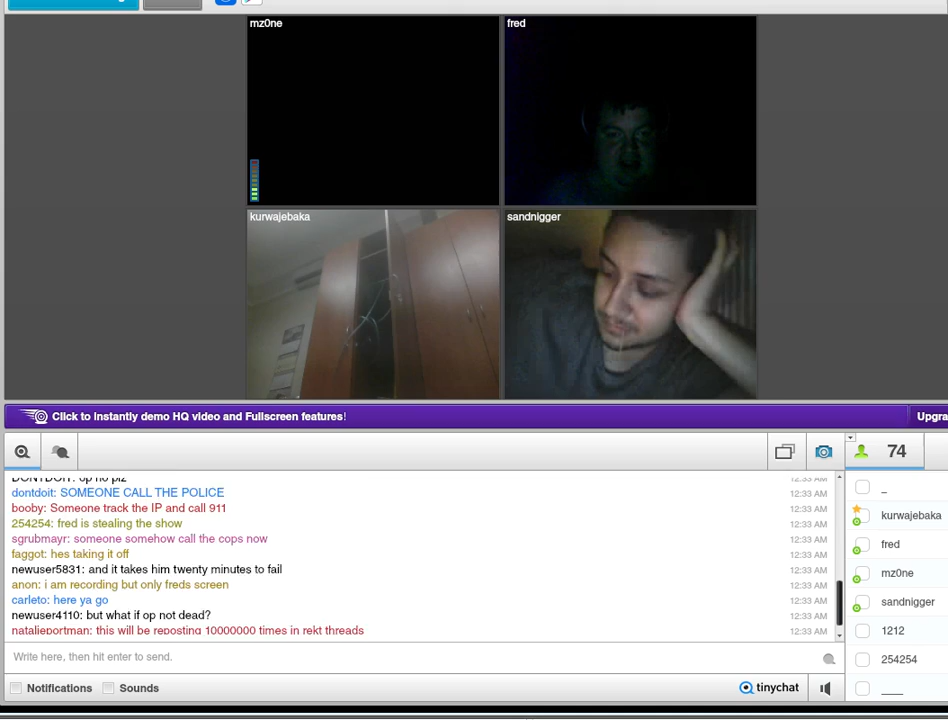 mz0ne
fred
kurwajebaka
sandnigger
Click to instantly demo HQ video and Fullscreen features!
Upgra
74
12:33 AM
dontdoit: SOMEONE CALL THE POLICE 12:33 AM
booby: Someone track the IP and call 911 12:33 AM
254254: fred is stealing the show 12:33 AM
sgrubmayr: someone somehow call the cops now 12:33 AM
faggot: hes taking it off 12:33 AM
newuser5831: and it takes him twenty minutes to fail 12:33 AM
anon: i am recording but only freds screen 12:33 AM
carleto: here ya go 12:33 AM
newuser4110: but what if op not dead? 12:33 AM
natalieportman: this will be reposting 10000000 times in rekt threads 12:33 AM
Write here, then hit enter to send.
Notifications Sounds
tinychat
_
kurwajebaka
fred
mz0ne
sandnigger
1212
254254
___